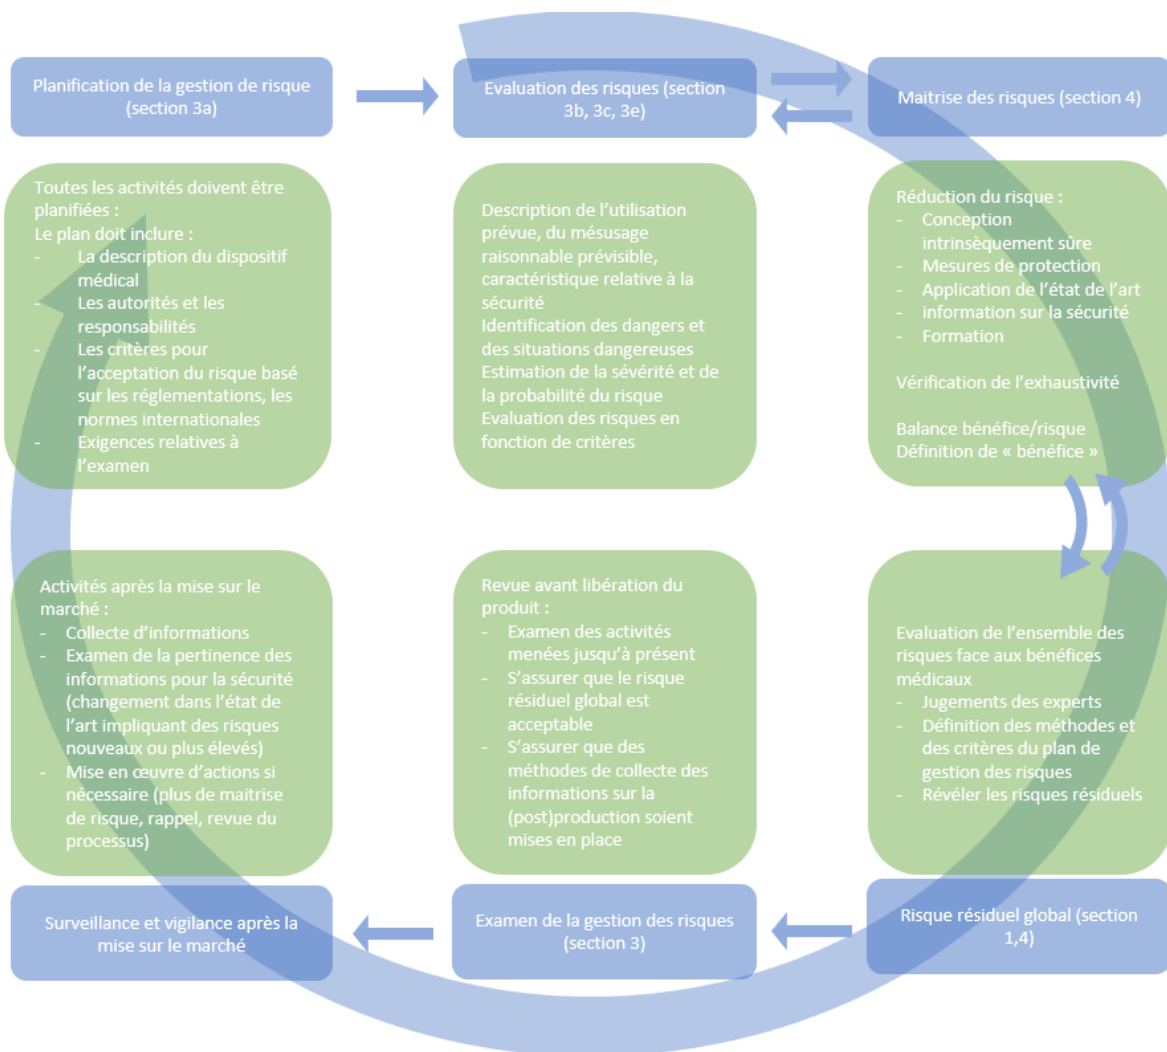 Planification de la gestion de risque
(section 3a)
Evaluation des risques (section
3b, 3c, 3e)
Maitrise des risques (section 4)
Toutes les activités doivent être
planifiées :
Le plan doit inclure :
- La description du dispositif
médical
- Les autorités et les
responsabilités
- Les critères pour
l'acceptation du risque basé
sur les réglementations, les
normes internationales
- Exigences relatives à
l'examen
Description de l'utilisation
prévue, du mésusage
raisonnable prévisible,
caractéristique relative à la
sécurité
Identification des dangers et
des situations dangereuses
Estimation de la sévérité et de
la probabilité du risque
Evaluation des risques en
fonction de critères
Réduction du risque :
- Conception
intrinsèquement sûre
- Mesures de protection
- Application de l'état de l'art
- information sur la sécurité
- Formation
Vérification de l'exhaustivité
Balance bénéfice/risque
Définition de « bénéfice »
Activités après la mise sur le
marché :
- Collecte d'informations
- Examen de la pertinence des
informations pour la sécurité
(changement dans l'état de
l'art impliquant des risques
nouveaux ou plus élevés)
- Mise en œuvre d'actions si
nécessaire (plus de maitrise
de risque, rappel, revue du
processus)
Revue avant libération du
produit :
- Examen des activités
menées jusqu'à présent
- S'assurer que le risque
résiduel global est
acceptable
- S'assurer que des
méthodes de collecte des
informations sur la
(post)production soient
mises en place
Evaluation de l'ensemble des
risques face aux bénéfices
médicaux
- Jugements des experts
- Définition des méthodes et
des critères du plan de
gestion des risques
- Révéler les risques résiduels
Surveillance et vigilance après la
mise sur le marché
Examen de la gestion des risques
(section 3)
Risque résiduel global (section
1,4)